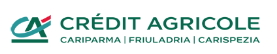 CRÉDIT AGRICOLE
CARIPARMA | FRIULADRIA | CARISPEZIA